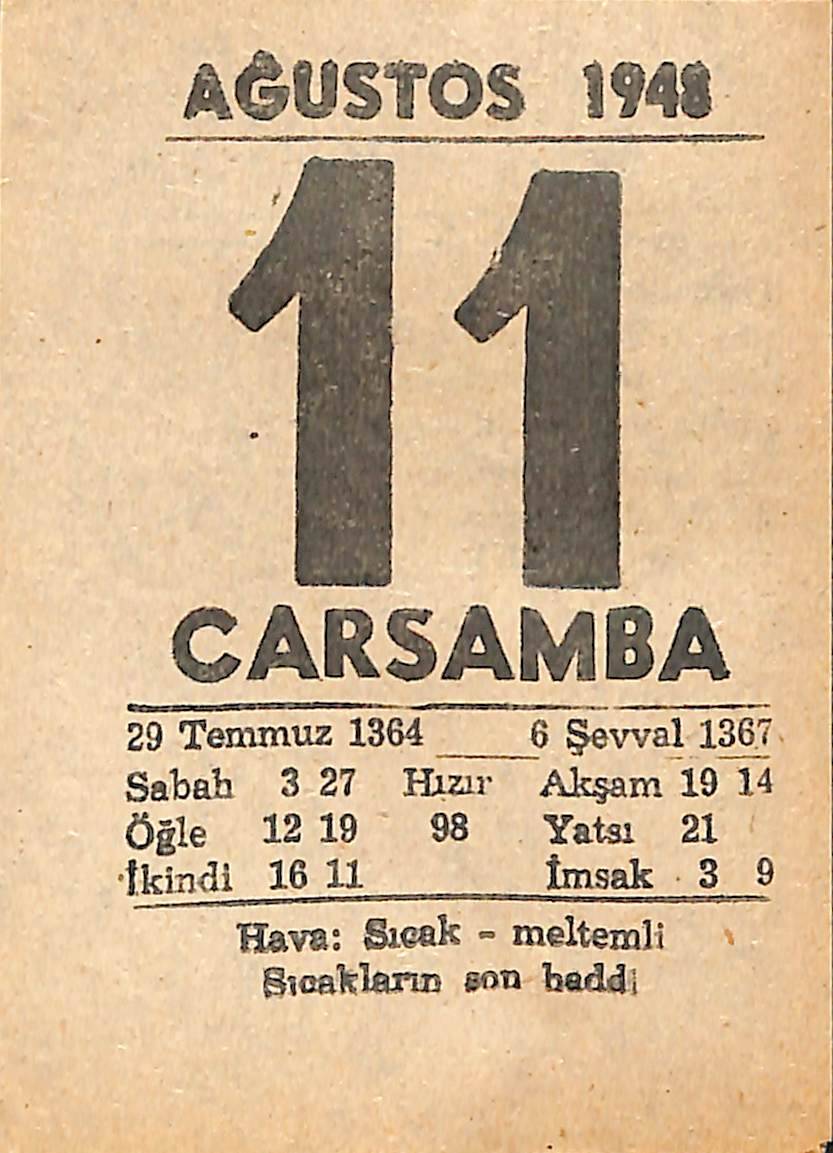 AĞUSTOS 1948
11
CARSAMBA
29 Temmuz 1364 6 Şevval 1367
Sabah 3 27 Hızır Akşam 19 14
Öğle 12 19 98 Yatsı 21
İkindi 16 11 İmsak 3 9
Hava: Sıcak - meltemli
Sıcakların son haddi